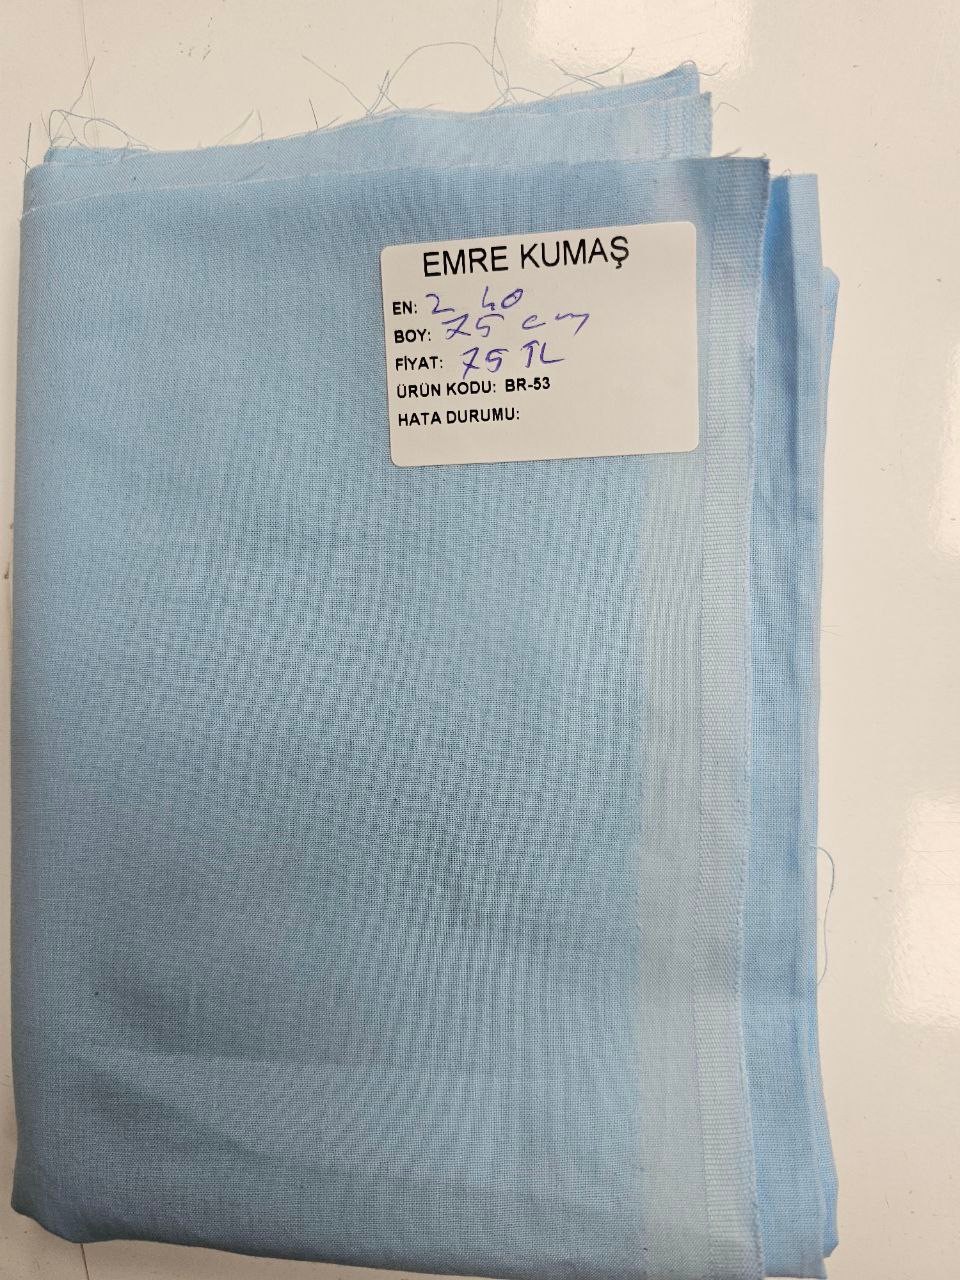 EMRE KUMAŞ
EN: 2 40
BOY: 75 cm
FİYAT: 75 TL
ÜRÜN KODU: BR-53
HATA DURUMU: